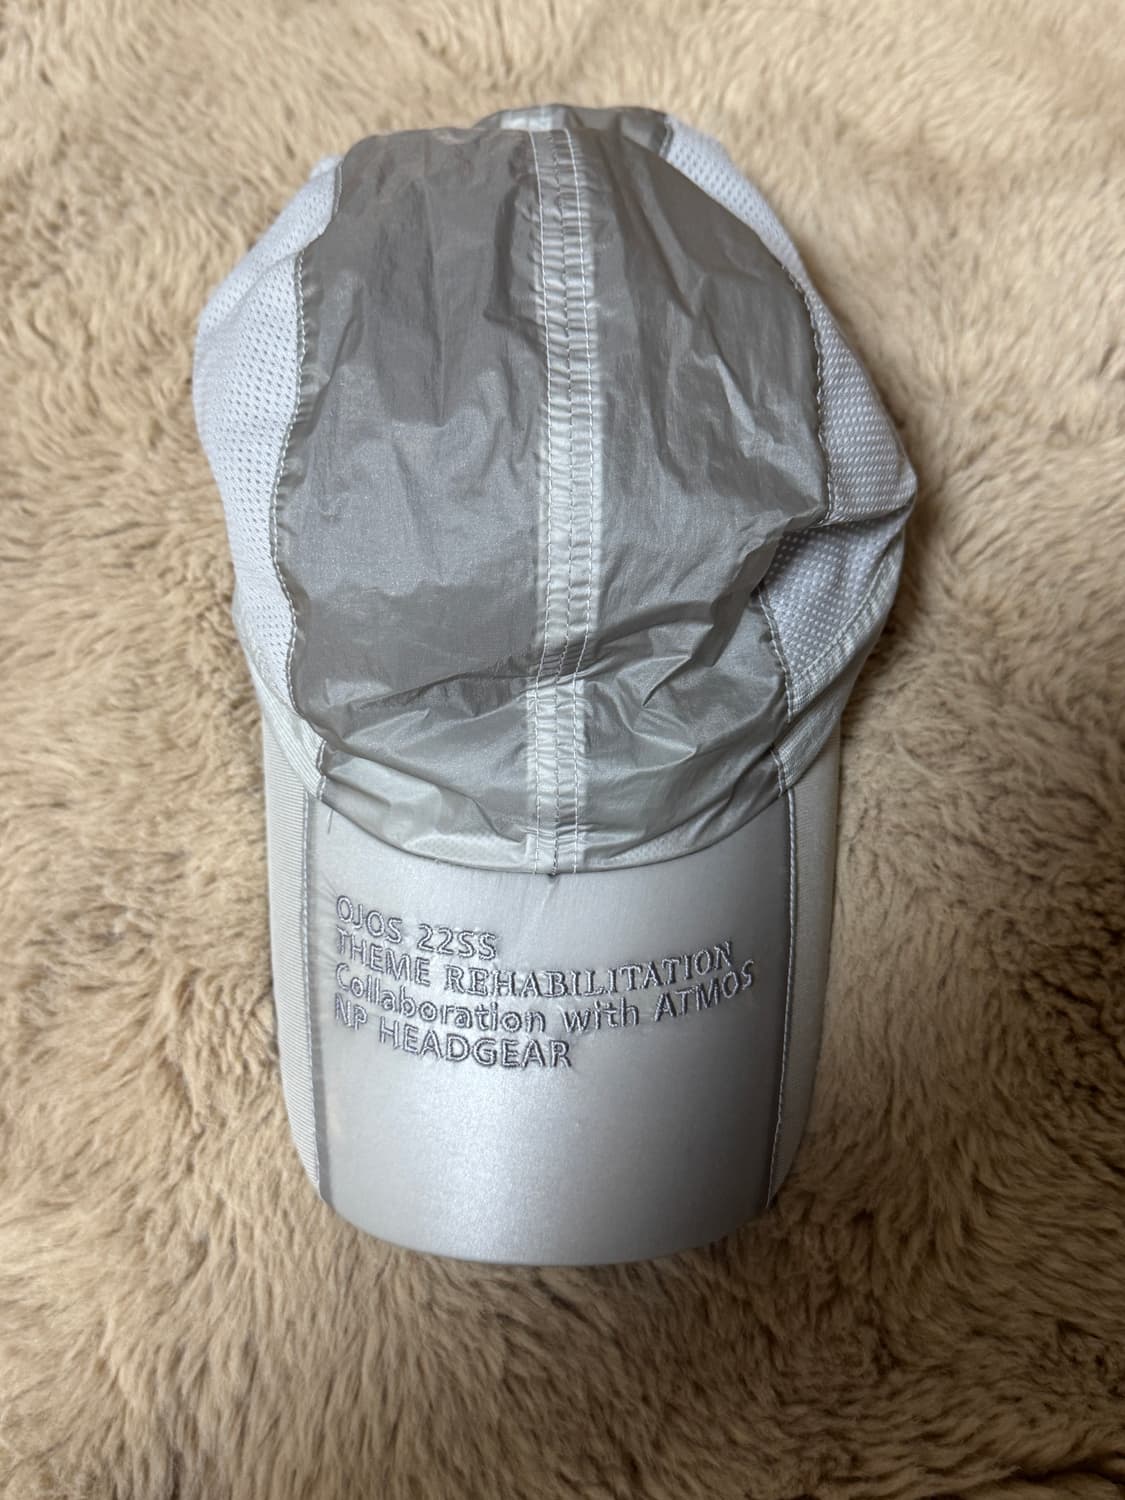 OJOS 22SS
THEME REHABILITATION
Collaboration with ATMOS
NP HEADGEAR